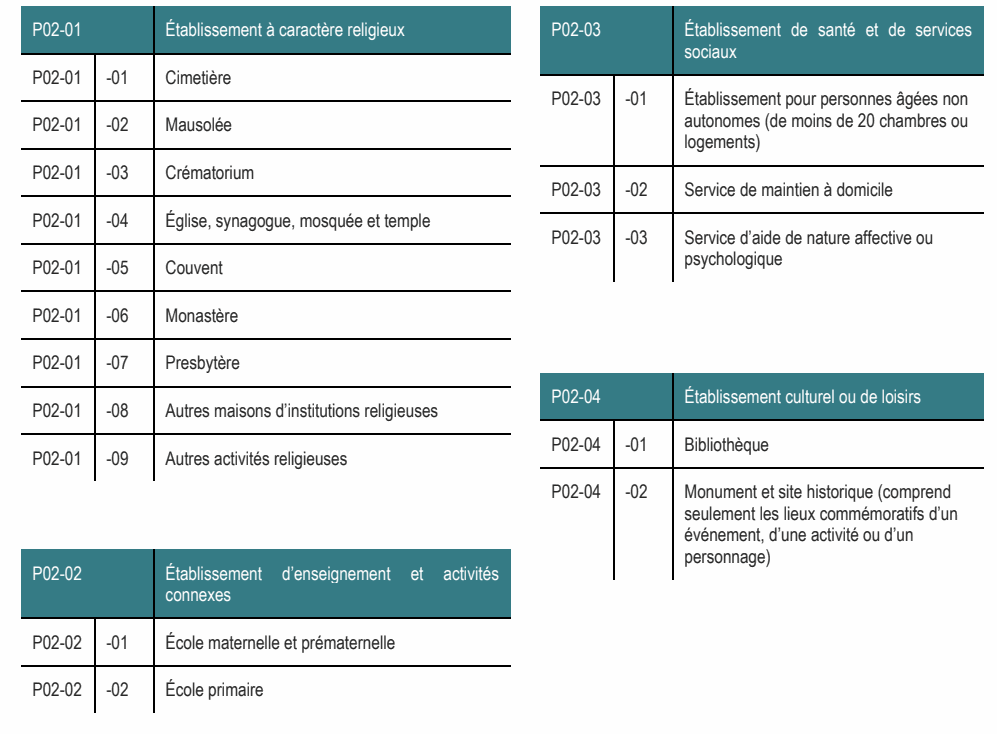 P02-01 Établissement à caractère religieux
P02-01 -01 Cimetière
P02-01 -02 Mausolée
P02-01 -03 Crématorium
P02-01 -04 Église, synagogue, mosquée et temple
P02-01 -05 Couvent
P02-01 -06 Monastère
P02-01 -07 Presbytère
P02-01 -08 Autres maisons d’institutions religieuses
P02-01 -09 Autres activités religieuses
P02-02 Établissement d’enseignement et activités
connexes
P02-02 -01 École maternelle et prématernelle
P02-02 -02 École primaire
P02-03 Établissement de santé et de services
sociaux
P02-03 -01 Établissement pour personnes âgées non
autonomes (de moins de 20 chambres ou
logements)
P02-03 -02 Service de maintien à domicile
P02-03 -03 Service d’aide de nature affective ou
psychologique
P02-04 Établissement culturel ou de loisirs
P02-04 -01 Bibliothèque
P02-04 -02 Monument et site historique (comprend
seulement les lieux commémoratifs d’un
événement, d’une activité ou d’un
personnage)